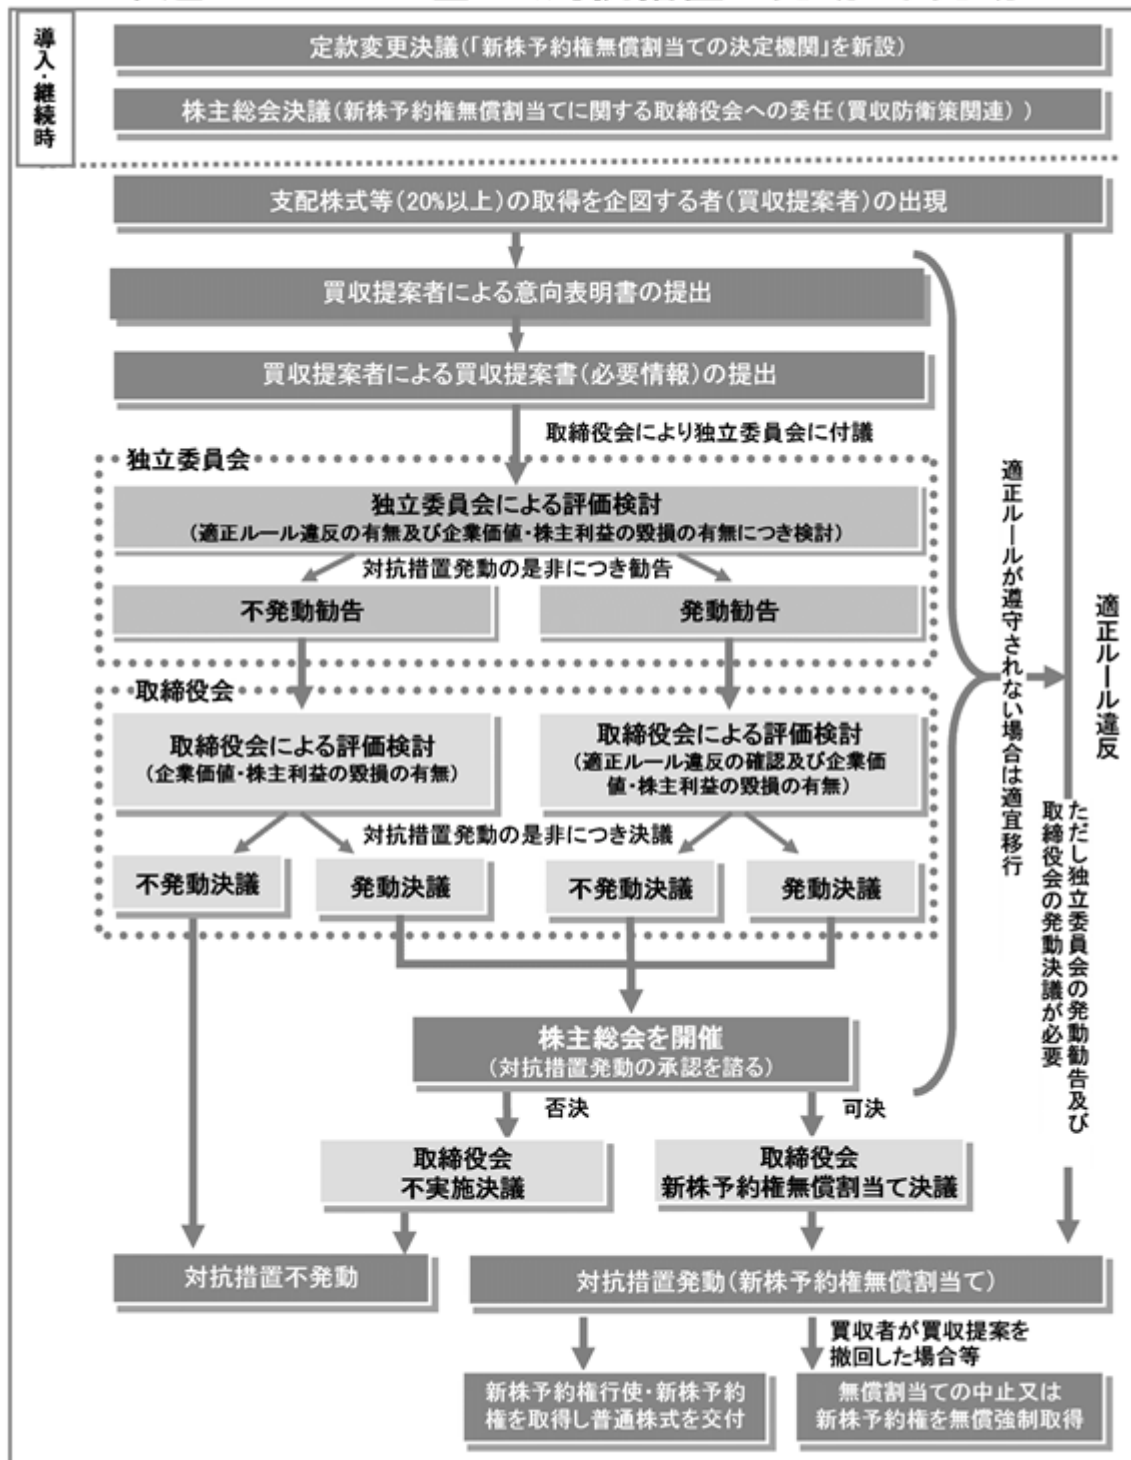 導入・継続時
定款変更決議(「新株予約権無償割当ての決定機関」を新設)
株主総会決議(新株予約権無償割当てに関する取締役会への委任(買収防衛策関連))
支配株式等(20%以上)の取得を企図する者(買収提案者)の出現
買収提案者による意向表明書の提出
買収提案者による買収提案書(必要情報)の提出
取締役会により独立委員会に付議
独立委員会
独立委員会による評価検討
(適正ルール違反の有無及び企業価値・株主利益の毀損の有無につき検討)
対抗措置発動の是非につき勧告
不発動勧告
発動勧告
取締役会
取締役会による評価検討
(企業価値・株主利益の毀損の有無)
取締役会による評価検討
(適正ルール違反の確認及び企業価
値・株主利益の毀損の有無)
対抗措置発動の是非につき決議
不発動決議
発動決議
不発動決議
発動決議
株主総会を開催
(対抗措置発動の承認を諮る)
否決
可決
取締役会
不実施決議
取締役会
新株予約権無償割当て決議
対抗措置不発動
対抗措置発動(新株予約権無償割当て)
買収者が買収提案を
撤回した場合等
新株予約権行使・新株予約
権を取得し普通株式を交付
無償割当ての中止又は
新株予約権を無償強制取得
適正ルールが遵守されない場合は適宜移行
適正ルール違反
ただし独立委員会の発動勧告及び
取締役会の発動決議が必要